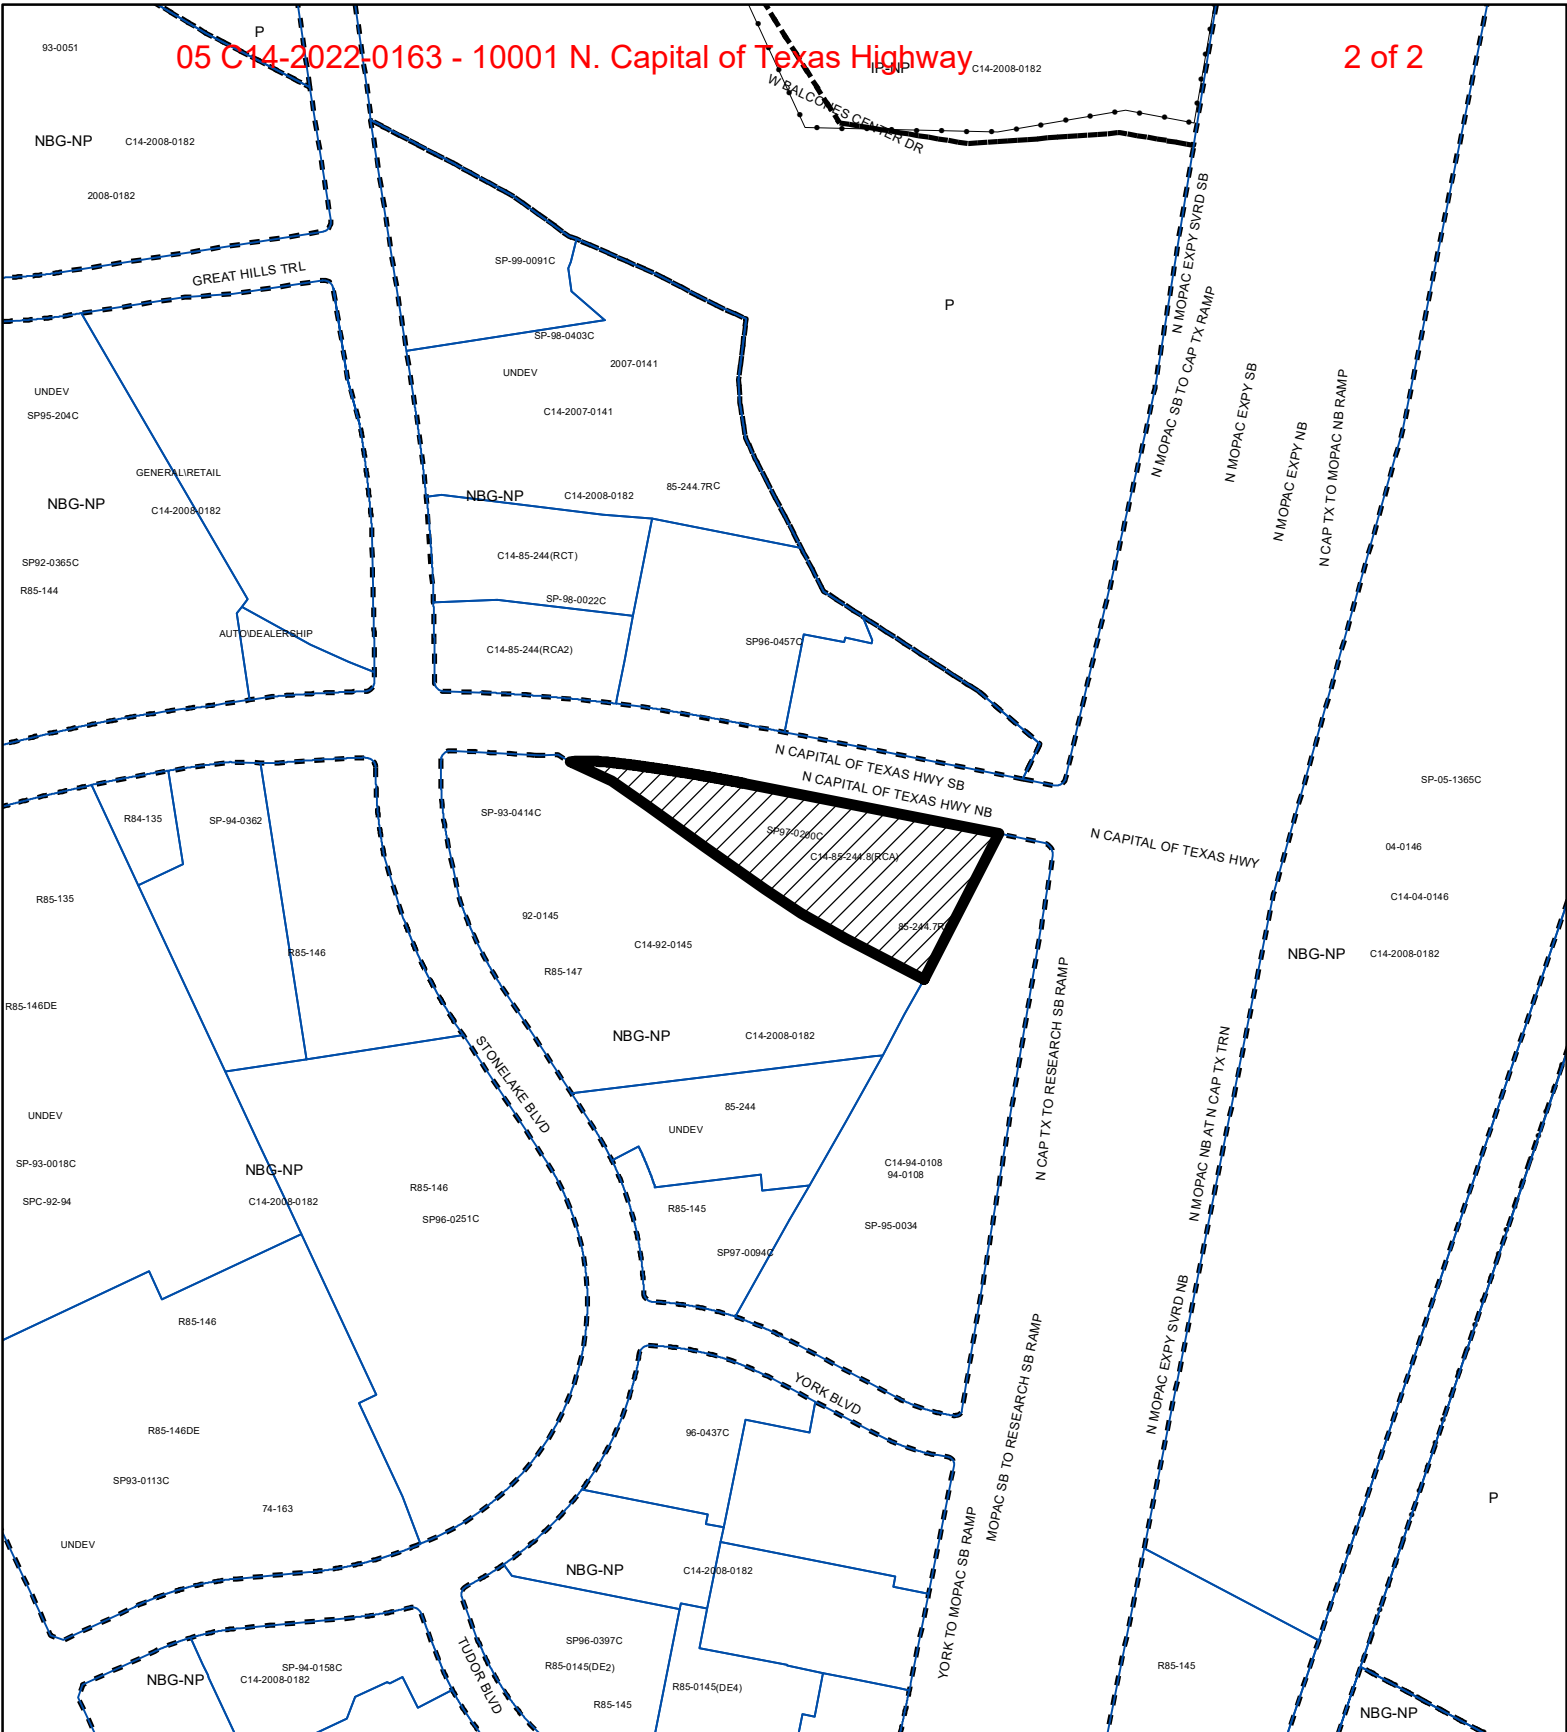 93-0051
P
05 C14-2022-0163 - 10001 N. Capital of Texas Highway
2 of 2
IP-NP
C14-2008-0182
W BALCONES CENTER DR
NBG-NP
C14-2008-0182
2008-0182
GREAT HILLS TRL
SP-99-0091C
P
N MOPAC EXPY SVRD SB
N MOPAC SB TO CAP TX RAMP
SP-98-0403C
UNDEV
2007-0141
C14-2007-0141
N MOPAC EXPY SB
N MOPAC EXPY NB
N CAP TX TO MOPAC NB RAMP
UNDEV
SP95-204C
GENERAL\RETAIL
NBG-NP
C14-2008-0182
NBG-NP
C14-2008-0182
85-244.7RC
SP92-0365C
R85-144
C14-85-244(RCT)
SP-98-0022C
AUTO\DEALERSHIP
C14-85-244(RCA2)
SP96-0457C
N CAPITAL OF TEXAS HWY SB
N CAPITAL OF TEXAS HWY NB
N CAPITAL OF TEXAS HWY
SP-05-1365C
R84-135
SP-94-0362
SP-93-0414C
SP97-0200C
C14-85-244.8(RCA)
04-0146
R85-135
C14-04-0146
92-0145
85-244.7R
C14-92-0145
R85-146
NBG-NP
C14-2008-0182
R85-147
R85-146DE
NBG-NP
C14-2008-0182
N CAP TX TO RESEARCH SB RAMP
STONELAKE BLVD
N MOPAC NB AT N CAP TX TRN
UNDEV
85-244
UNDEV
SP-93-0018C
NBG-NP
C14-94-0108
94-0108
SPC-92-94
C14-2008-0182
R85-146
SP96-0251C
R85-145
SP-95-0034
SP97-0094C
R85-146
N MOPAC EXPY SVRD NB
MOPAC SB TO RESEARCH SB RAMP
YORK BLVD
R85-146DE
96-0437C
SP93-0113C
74-163
P
UNDEV
YORK TO MOPAC SB RAMP
NBG-NP
C14-2008-0182
SP96-0397C
TUDOR BLVD
R85-0145(DE2)
SP-94-0158C
NBG-NP
C14-2008-0182
R85-145
R85-0145(DE4)
R85-145
NBG-NP